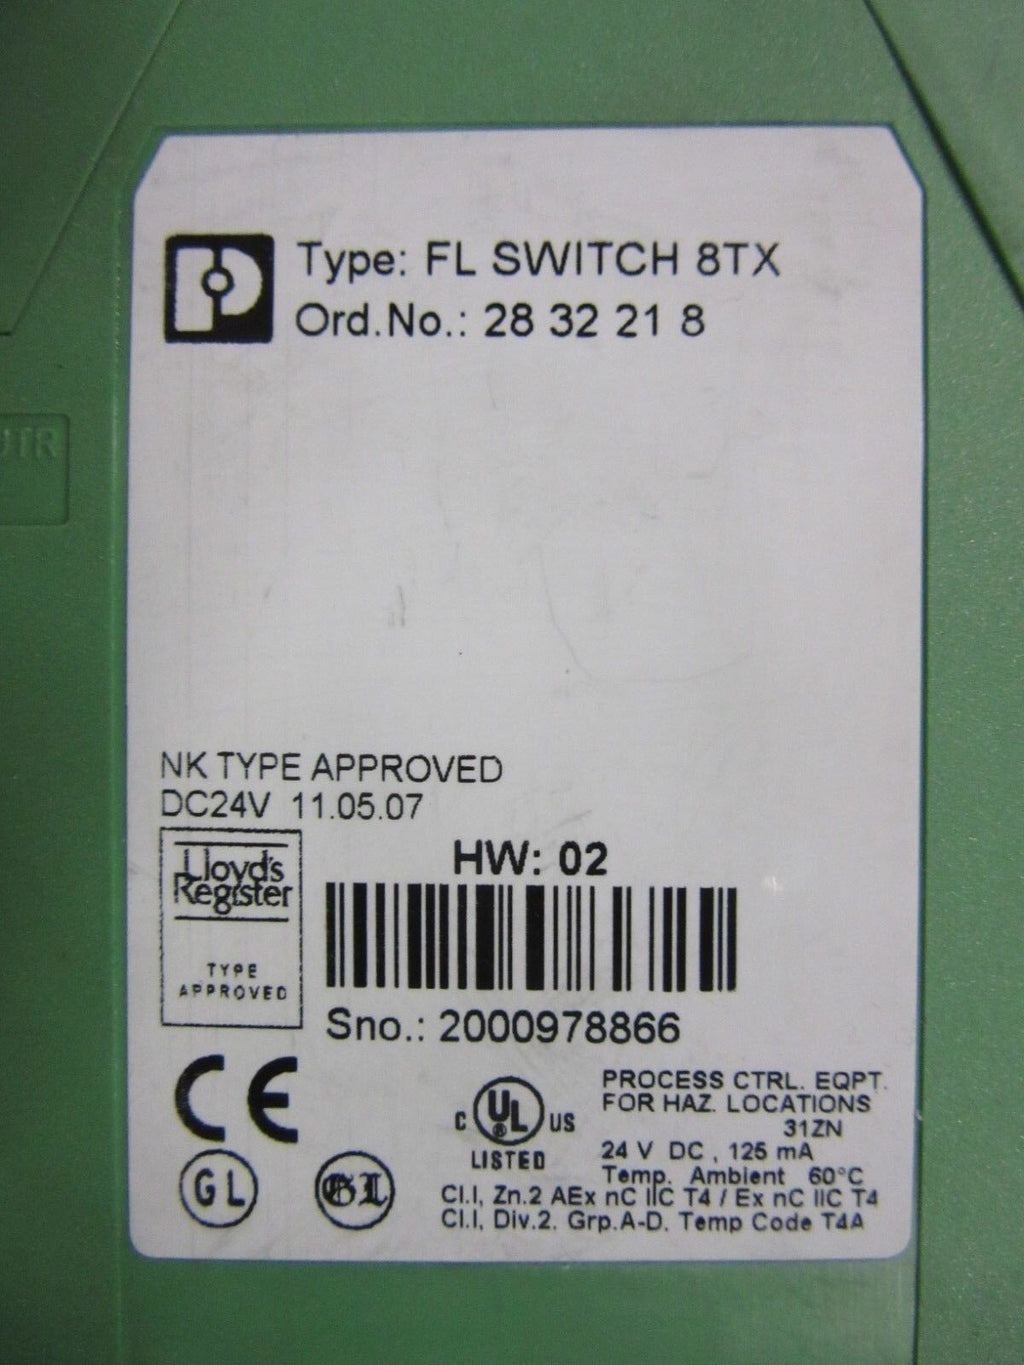 Type: FL SWITCH 8TX
Ord.No.: 28 32 21 8
UTR
NK TYPE APPROVED
DC24V 11.05.07
Lloyd's
Register
TYPE
APPROVED
HW: 02
Sno.: 2000978866
CE
GL
GL
C UL US
®
LISTED
PROCESS CTRL. EQPT.
FOR HAZ. LOCATIONS
31ZN
24 V DC , 125 mA
Temp. Ambient 60°C
Cl.I, Zn.2 AEx nC IIC T4 / Ex nC IIC T4
Cl.I, Div.2. Grp.A-D. Temp Code T4A